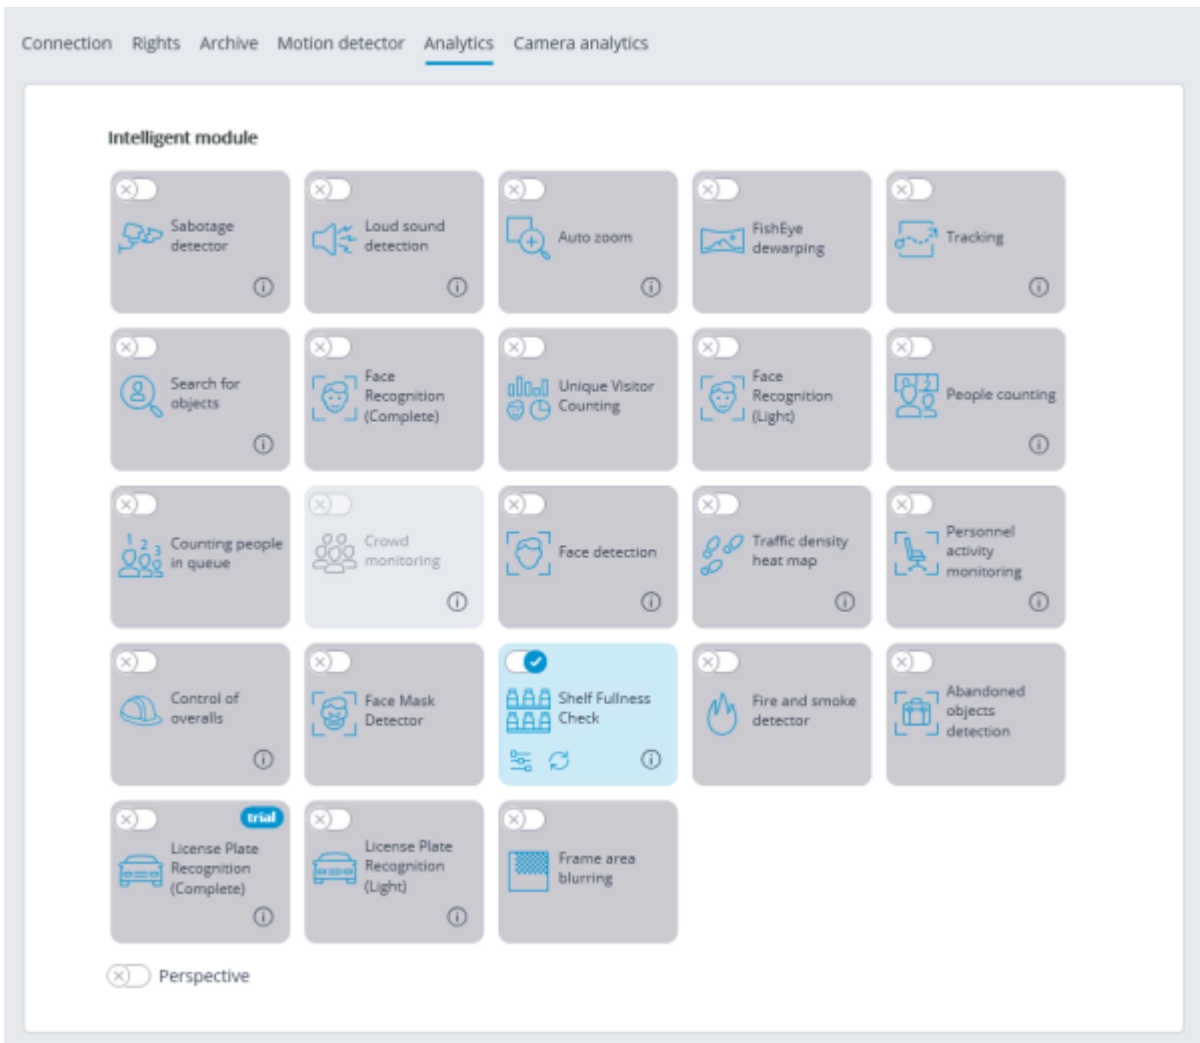 Connection Rights Archive Motion detector Analytics Camera analytics
Intelligent module
Sabotage
detector
Loud sound
detection
Auto zoom
FishEye
dewarping
Tracking
Search for
objects
Face
Recognition
(Complete)
Unique Visitor
Counting
Face
Recognition
(Light)
People counting
Counting people
in queue
Crowd
monitoring
Face detection
Traffic density
heat map
Personnel
activity
monitoring
Control of
overalls
Face Mask
Detector
Shelf Fullness
Check
Fire and smoke
detector
Abandoned
objects
detection
trial
License Plate
Recognition
(Complete)
License Plate
Recognition
(Light)
Frame area
blurring
Perspective